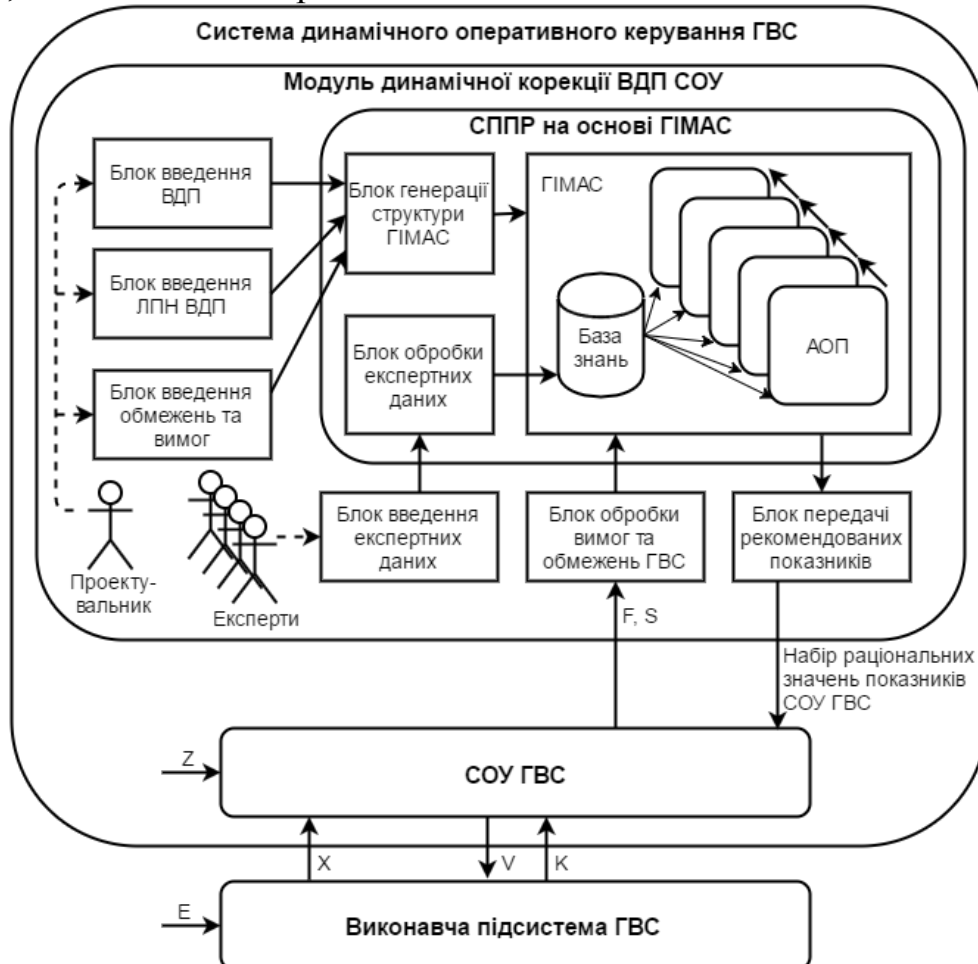 Система динамічного оперативного керування ГВС
Модуль динамічної корекції ВДП СОУ
СППР на основі ГІМАС
Блок введення
ВДП
Блок генерації
структури
ГІМАС
ГІМАС
Блок введення
ЛПН ВДП
База
знань
АОП
Блок обробки
експертних
даних
Блок введення
обмежень та
вимог
Проекту-
вальник
Експерти
Блок введення
експертних
даних
Блок обробки
вимог та
обмежень ГВС
Блок передачі
рекомендованих
показників
F, S
Набір раціональних
значень показників
СОУ ГВС
Z
СОУ ГВС
X
V
K
E
Виконавча підсистема ГВС